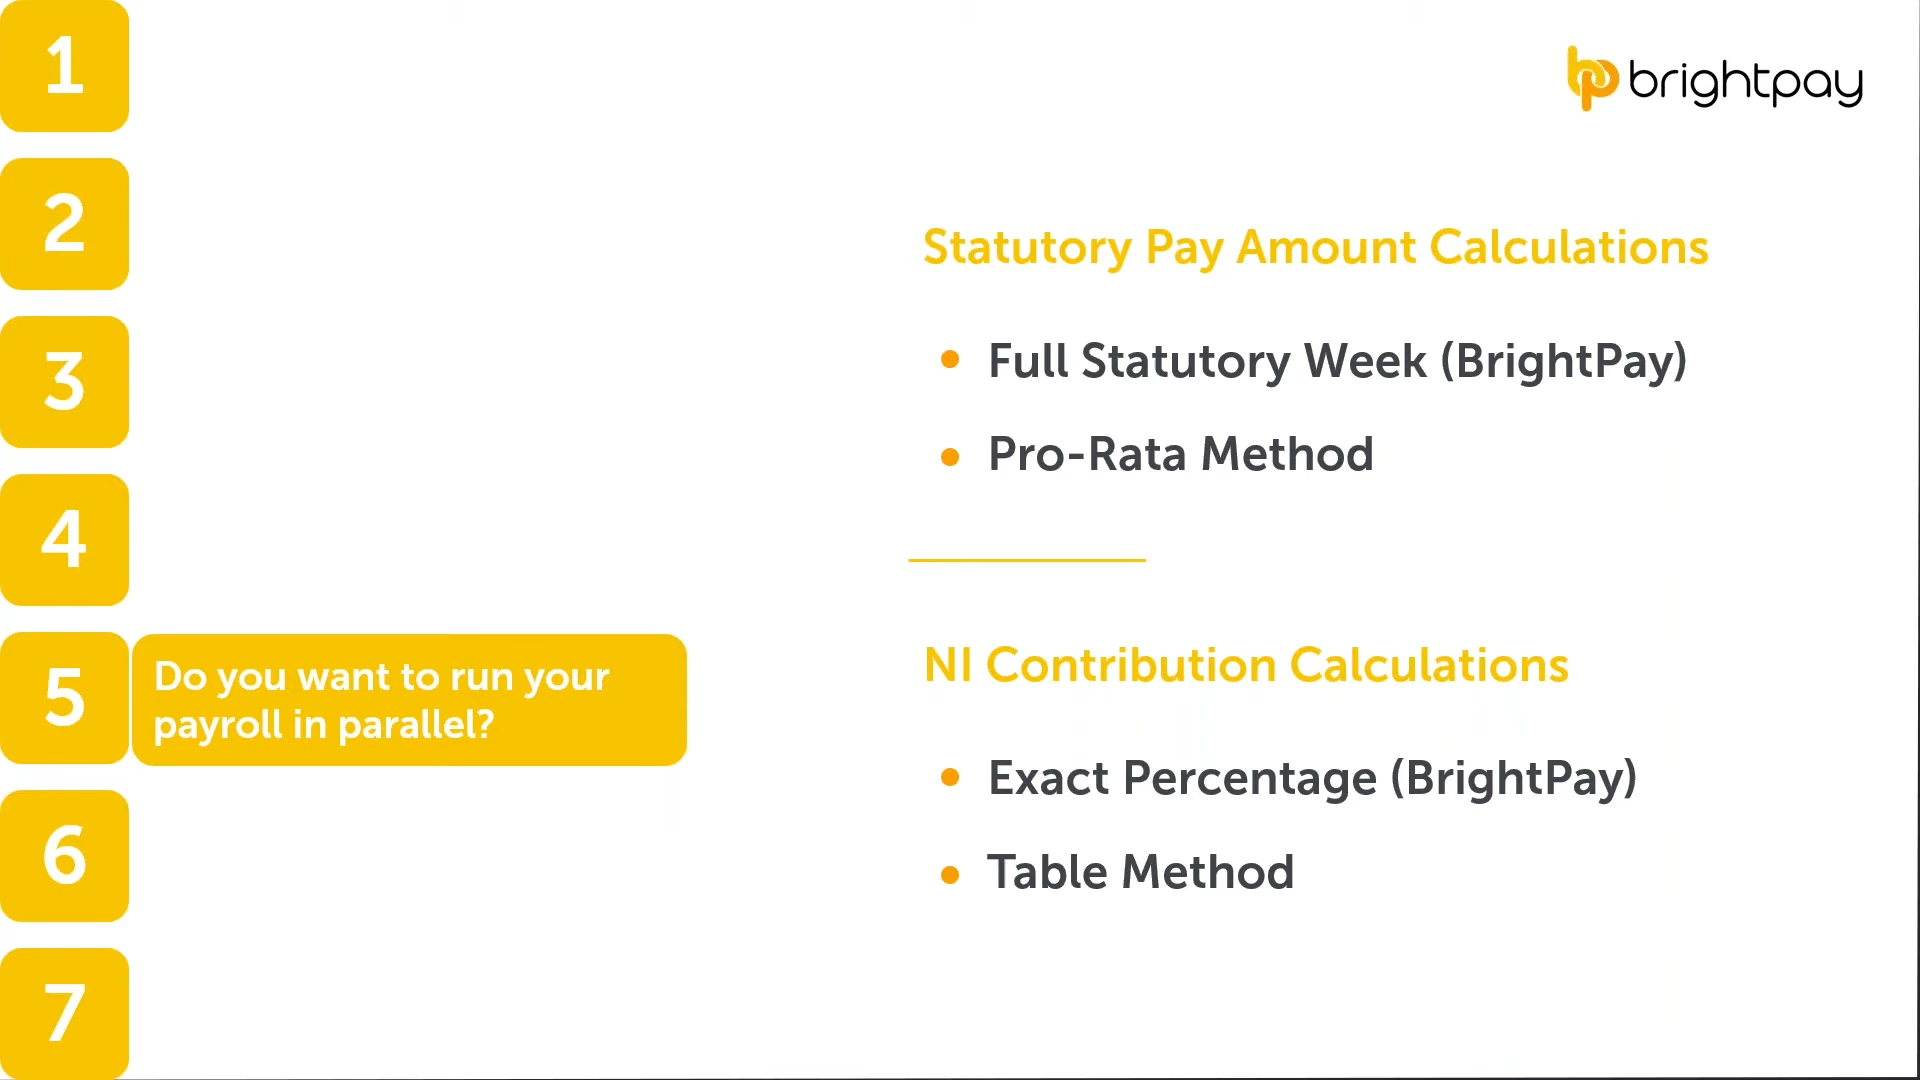 1
2
3
4
5
Do you want to run your
payroll in parallel?
6
7
brightpay
Statutory Pay Amount Calculations
Full Statutory Week (BrightPay)
Pro-Rata Method
NI Contribution Calculations
Exact Percentage (BrightPay)
Table Method